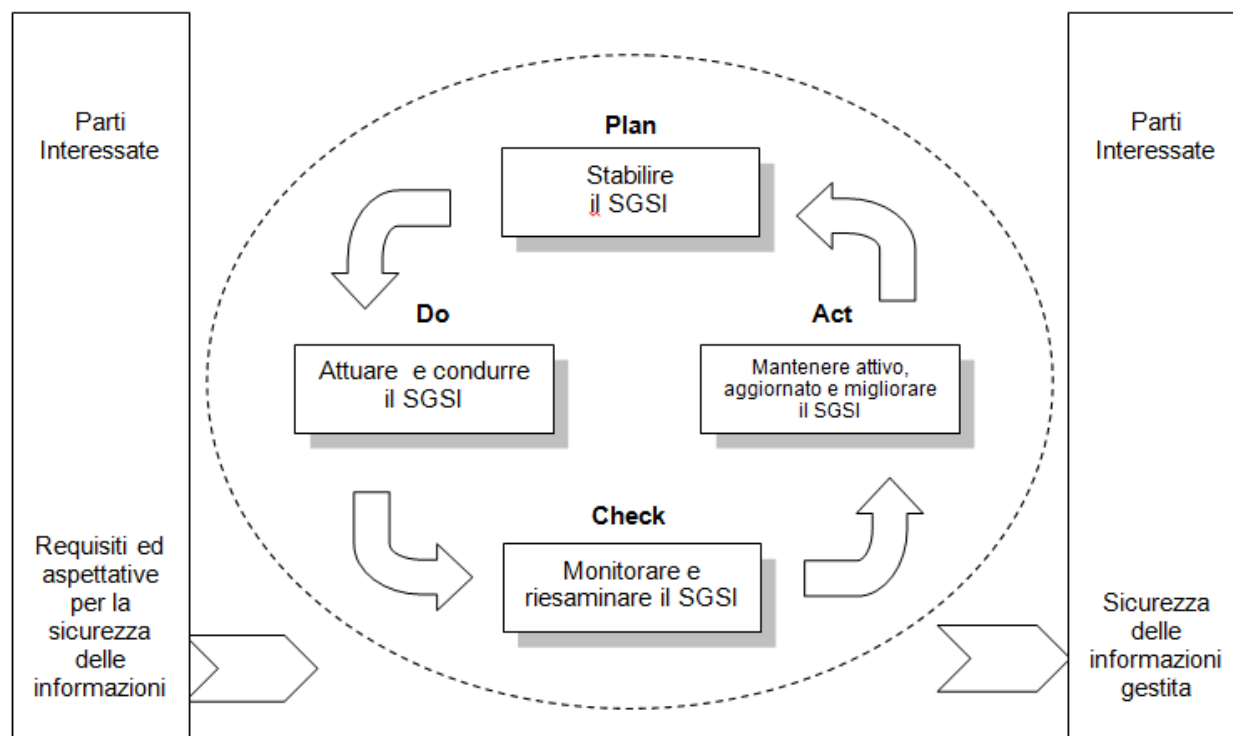 Parti
Interessate
Requisiti ed
aspettative
per la
sicurezza
delle
informazioni
Plan
Stabilire
il SGSI
Do
Attuare e condurre
il SGSI
Check
Monitorare e
riesaminare il SGSI
Act
Mantenere attivo,
aggiornato e migliorare
il SGSI
Parti
Interessate
Sicurezza
delle
informazioni
gestita